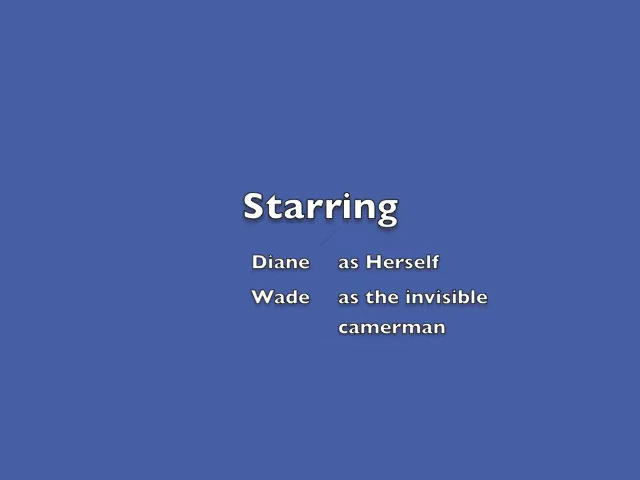 Starring
Diane as Herself
Wade as the invisible
camerman